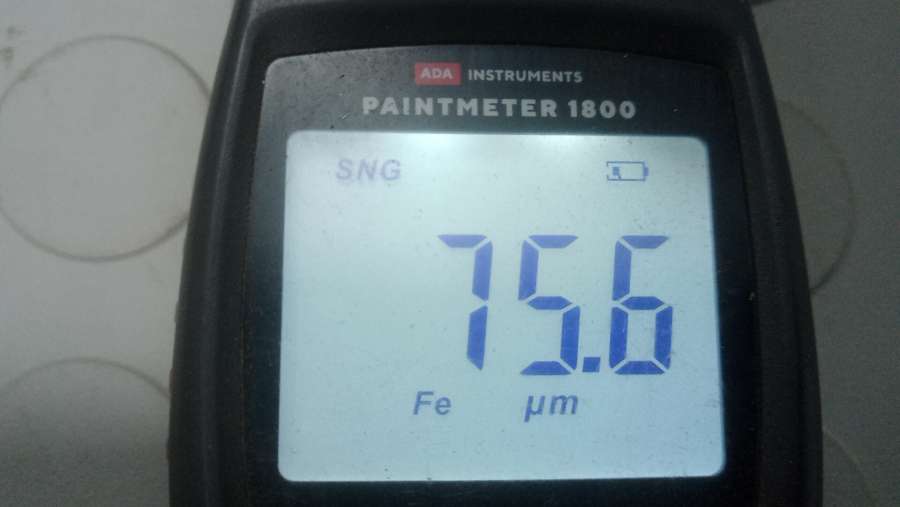 ADA INSTRUMENTS
PAINTMETER 1800
SNG
75.6
Fe µm